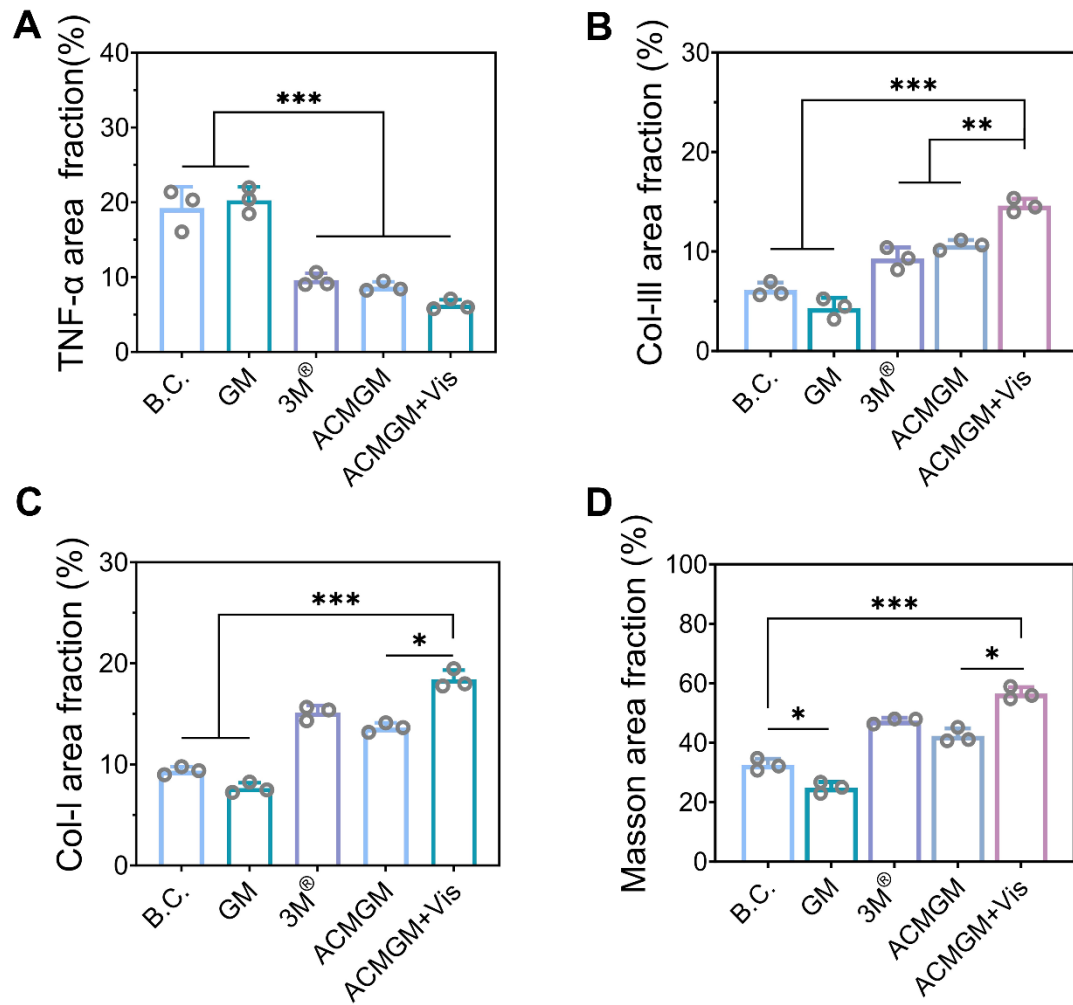 A
TNF-α area fraction(%)
40
30
20
10
0
***
B.C.
GM
3M®
ACMGM
ACMGM+Vis
B
Col-III area fraction (%)
30
20
10
0
***
**
B.C.
GM
3M®
ACMGM
ACMGM+Vis
C
Col-I area fraction (%)
30
20
10
0
***
*
B.C.
GM
3M®
ACMGM
ACMGM+Vis
D
Masson area fraction (%)
100
80
60
40
20
0
***
*
*
B.C.
GM
3M®
ACMGM
ACMGM+Vis